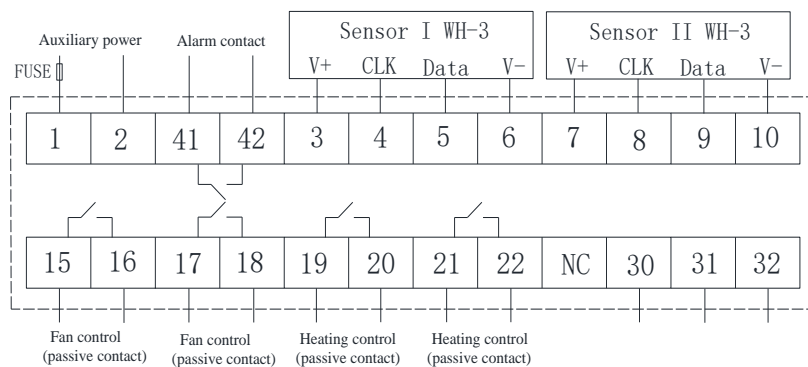 Auxiliary power
Alarm contact
Sensor I WH-3
Sensor II WH-3
FUSE
V+ CLK Data V-
V+ CLK Data V-
1 2 41 42 3 4 5 6 7 8 9 10
15 16 17 18 19 20 21 22 NC 30 31 32
Fan control
(passive contact)
Fan control
(passive contact)
Heating control
(passive contact)
Heating control
(passive contact)